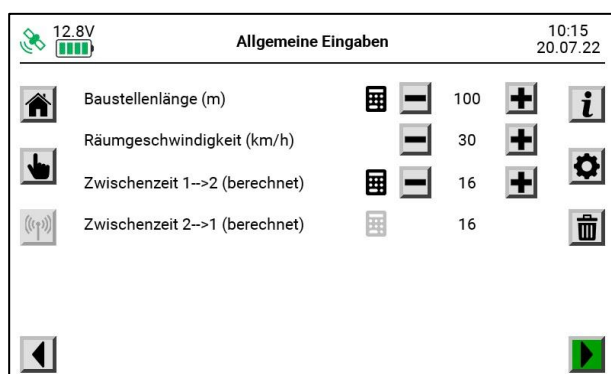 12.8V
Allgemeine Eingaben
10:15
20.07.22
Baustellenlänge (m) 100
Räumgeschwindigkeit (km/h) 30
Zwischenzeit 1-->2 (berechnet) 16
Zwischenzeit 2-->1 (berechnet) 16